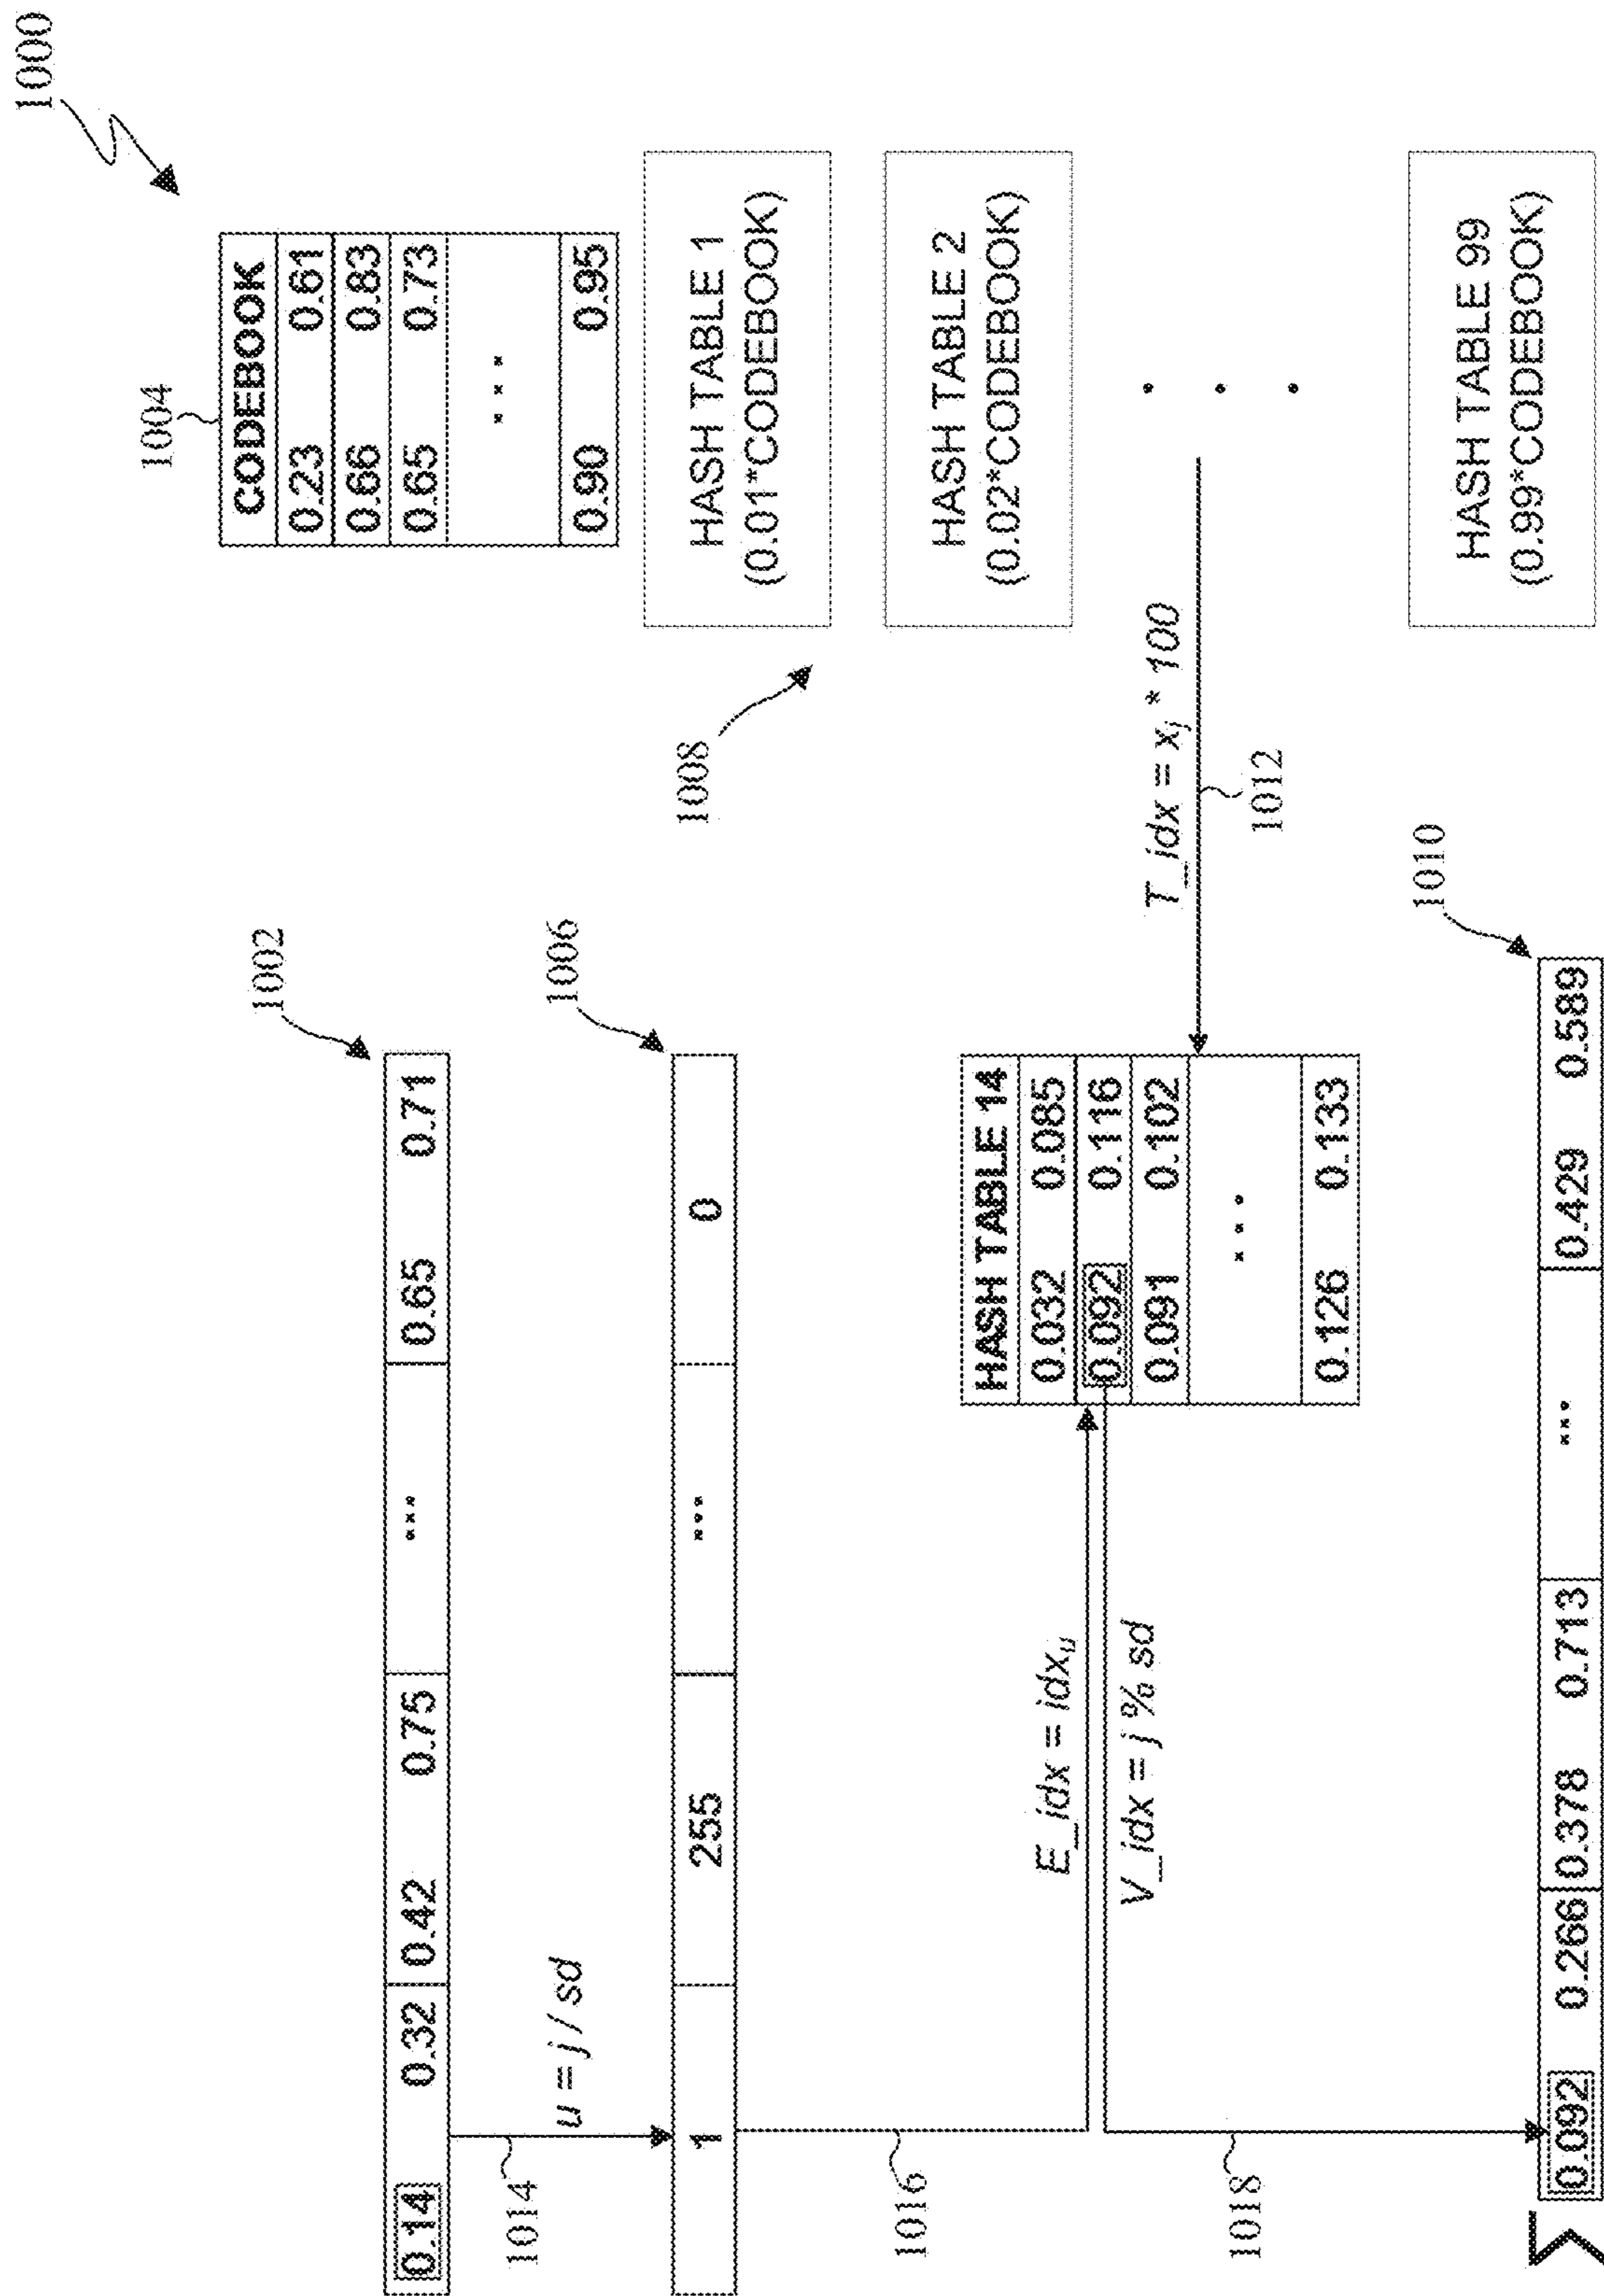 1000
1002
0.14 0.32 0.42 0.75 ... 0.65 0.71
1014
u = j / sd
1006
1 255 ... 0
1004
CODEBOOK
0.23 0.61
0.66 0.83
0.65 0.73
...
0.90 0.95
HASH TABLE 1
(0.01*CODEBOOK)
1008
HASH TABLE 2
(0.02*CODEBOOK)
HASH TABLE 99
(0.99*CODEBOOK)
T_idx = xj * 100
1012
1016
E_idx = idxu
V_idx = j % sd
1018
HASH TABLE 14
0.032 0.085
0.092 0.116
0.091 0.102
...
0.126 0.133
1010
Σ 0.092 0.266 0.378 0.713 ... 0.429 0.589